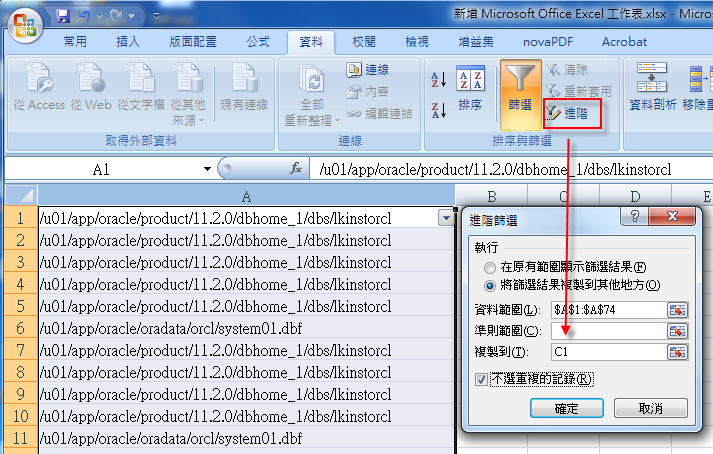 新增 Microsoft Office Excel 工作表.xlsx - Micros
常用 插入 版面配置 公式 資料 校閱 檢視 增益集 novaPDF Acrobat
從 Access 從 Web 從文字檔 從其他來源 現有連線
取得外部資料
全部重新整理 連線 內容 編輯連結
連線
排序 篩選 清除 重新套用 進階
排序與篩選
資料剖析 移除重
A1 fx /u01/app/oracle/product/11.2.0/dbhome_1/dbs/lkinstorcl
A B C D E
1 /u01/app/oracle/product/11.2.0/dbhome_1/dbs/lkinstorcl
2 /u01/app/oracle/product/11.2.0/dbhome_1/dbs/lkinstorcl
3 /u01/app/oracle/product/11.2.0/dbhome_1/dbs/lkinstorcl
4 /u01/app/oracle/product/11.2.0/dbhome_1/dbs/lkinstorcl
5 /u01/app/oracle/product/11.2.0/dbhome_1/dbs/lkinstorcl
6 /u01/app/oracle/oradata/orcl/system01.dbf
7 /u01/app/oracle/product/11.2.0/dbhome_1/dbs/lkinstorcl
8 /u01/app/oracle/product/11.2.0/dbhome_1/dbs/lkinstorcl
9 /u01/app/oracle/product/11.2.0/dbhome_1/dbs/lkinstorcl
10 /u01/app/oracle/product/11.2.0/dbhome_1/dbs/lkinstorcl
11 /u01/app/oracle/oradata/orcl/system01.dbf
進階篩選
執行
在原有範圍顯示篩選結果(F)
將篩選結果複製到其他地方(O)
資料範圍(L): $A$1:$A$74
準則範圍(C):
複製到(T): C1
不選重複的記錄(R)
確定 取消